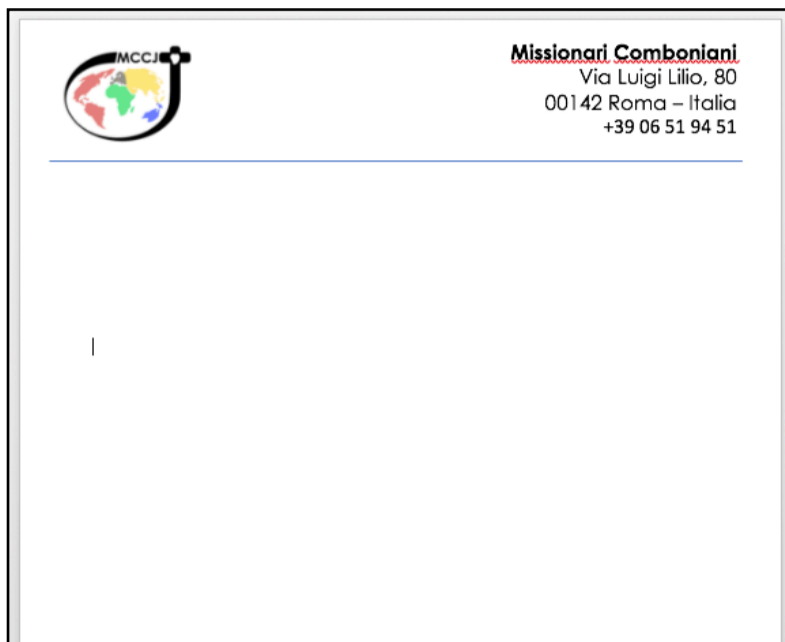 MCCJ
Missionari Comboniani
Via Luigi Lilio, 80
00142 Roma – Italia
+39 06 51 94 51